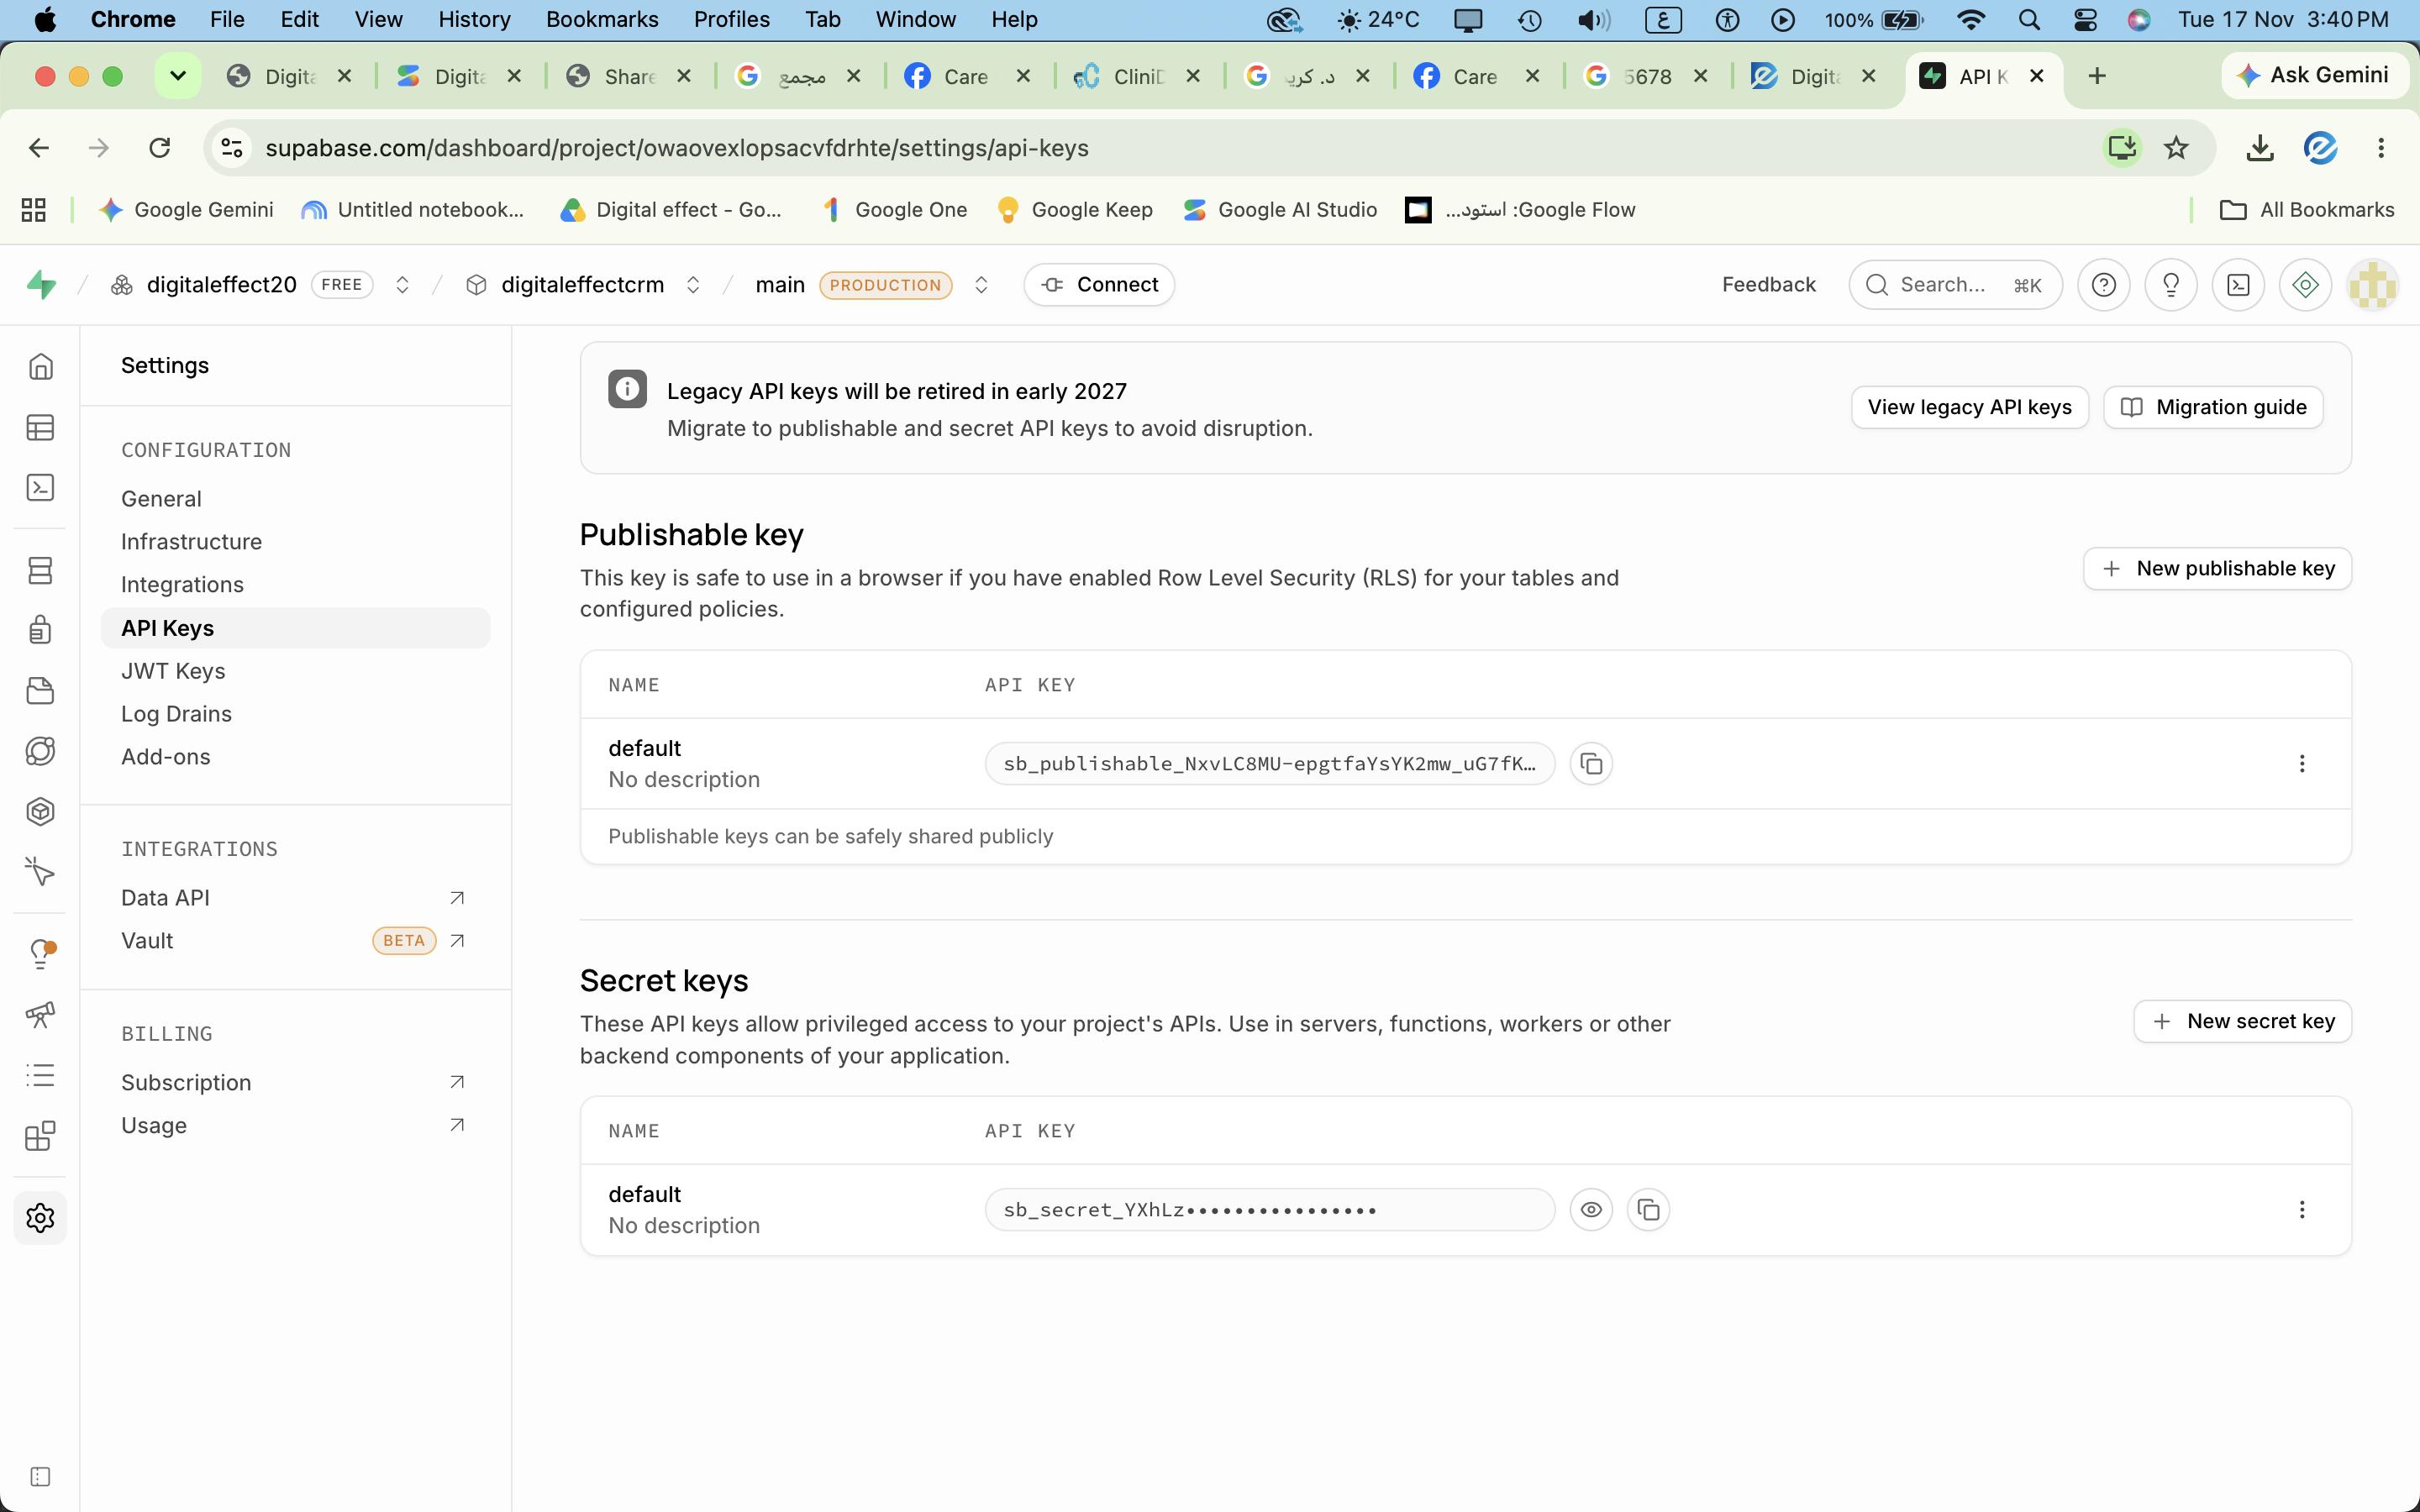 Chrome File Edit View History Bookmarks Profiles Tab Window Help 24°C ع 100% Tue 17 Nov 3:40 PM
Digita Digita Share مجمع Care CliniD د. كريد Care 5678 Digita API K Ask Gemini
supabase.com/dashboard/project/owaovexlopsacvfdrhte/settings/api-keys
Google Gemini Untitled notebook... Digital effect - Go... Google One Google Keep Google AI Studio Google Flow: استود... All Bookmarks
/ digitaleffect20 FREE / digitaleffectcrm / main PRODUCTION Connect Feedback Search... ⌘K
Settings
CONFIGURATION
General
Infrastructure
Integrations
API Keys
JWT Keys
Log Drains
Add-ons
INTEGRATIONS
Data API
Vault BETA
BILLING
Subscription
Usage
Legacy API keys will be retired in early 2027
Migrate to publishable and secret API keys to avoid disruption.
View legacy API keys Migration guide
Publishable key
This key is safe to use in a browser if you have enabled Row Level Security (RLS) for your tables and
configured policies.
New publishable key
NAME API KEY
default
No description
sb_publishable_NxvLC8MU-epgtfaYsYK2mw_uG7fK…
Publishable keys can be safely shared publicly
Secret keys
These API keys allow privileged access to your project's APIs. Use in servers, functions, workers or other
backend components of your application.
New secret key
NAME API KEY
default
No description
sb_secret_YXhLz••••••••••••••••